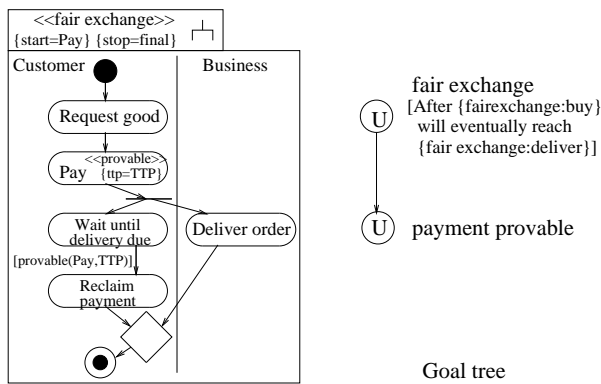 <<fair exchange>>
{start=Pay} {stop=final}
Customer
Business
Request good
<<provable>>
Pay {ttp=TTP}
Wait until
delivery due
Deliver order
[provable(Pay,TTP)]
Reclaim
payment
fair exchange
U
[After {fairexchange:buy}
will eventually reach
{fair exchange:deliver}]
U
payment provable
Goal tree